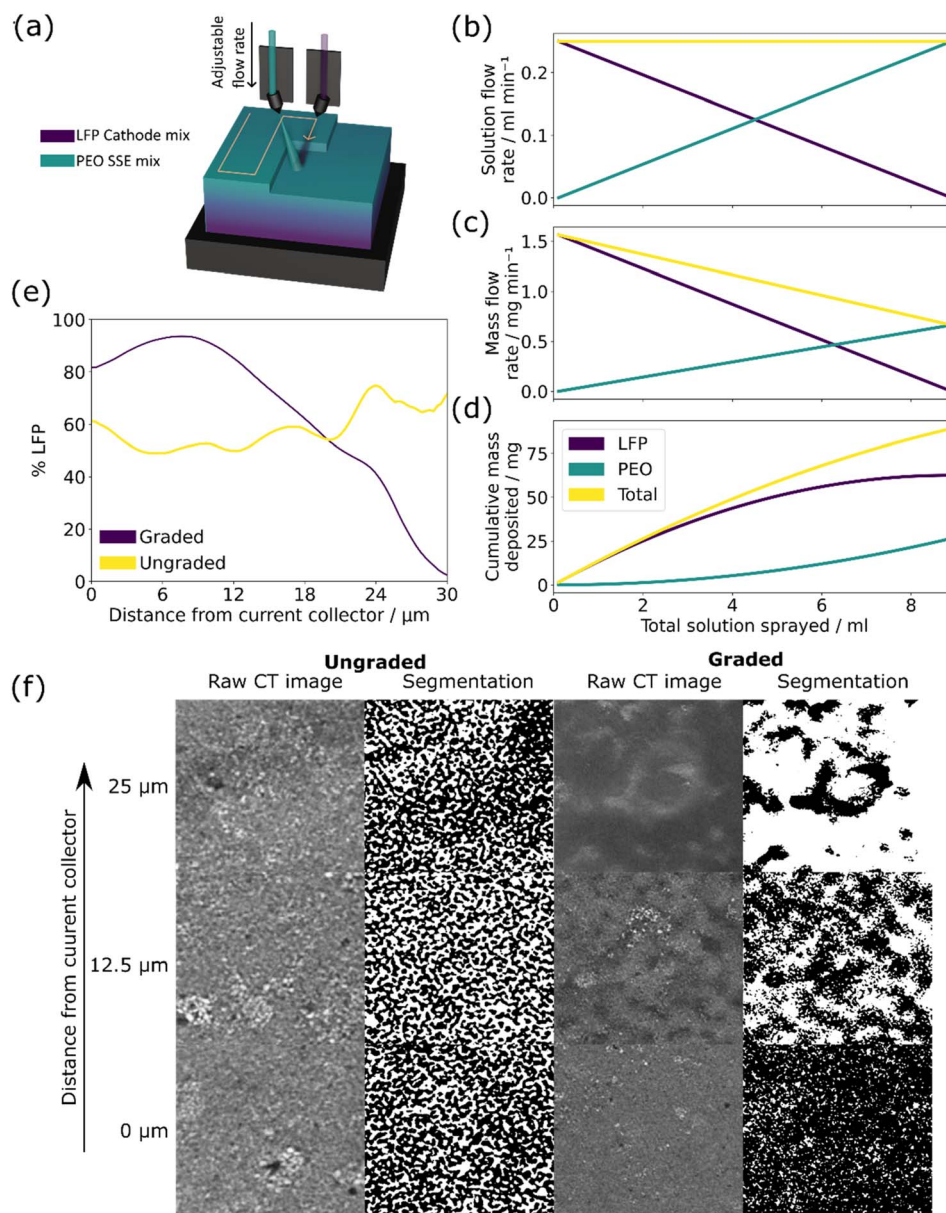 (a)
Adjustable
flow rate
LFP Cathode mix
PEO SSE mix
(b)
Solution flow
rate / ml min⁻¹
0.2
0.1
0.0
(c)
Mass flow
rate / mg min⁻¹
1.5
1.0
0.5
0.0
(d)
Cumulative mass
deposited / mg
75
50
25
0
LFP
PEO
Total
0
2
4
6
8
Total solution sprayed / ml
(e)
% LFP
100
80
60
40
20
0
Graded
Ungraded
0
6
12
18
24
30
Distance from current collector / μm
(f)
Ungraded
Graded
Raw CT image
Segmentation
Raw CT image
Segmentation
Distance from cuurent collector
25 μm
12.5 μm
0 μm